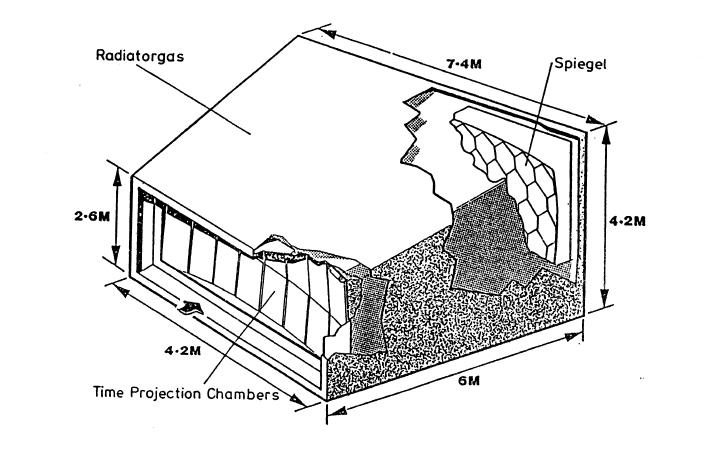 Radiatorgas
7·4M
Spiegel
2·6M
4·2M
4·2M
Time Projection Chambers
6M